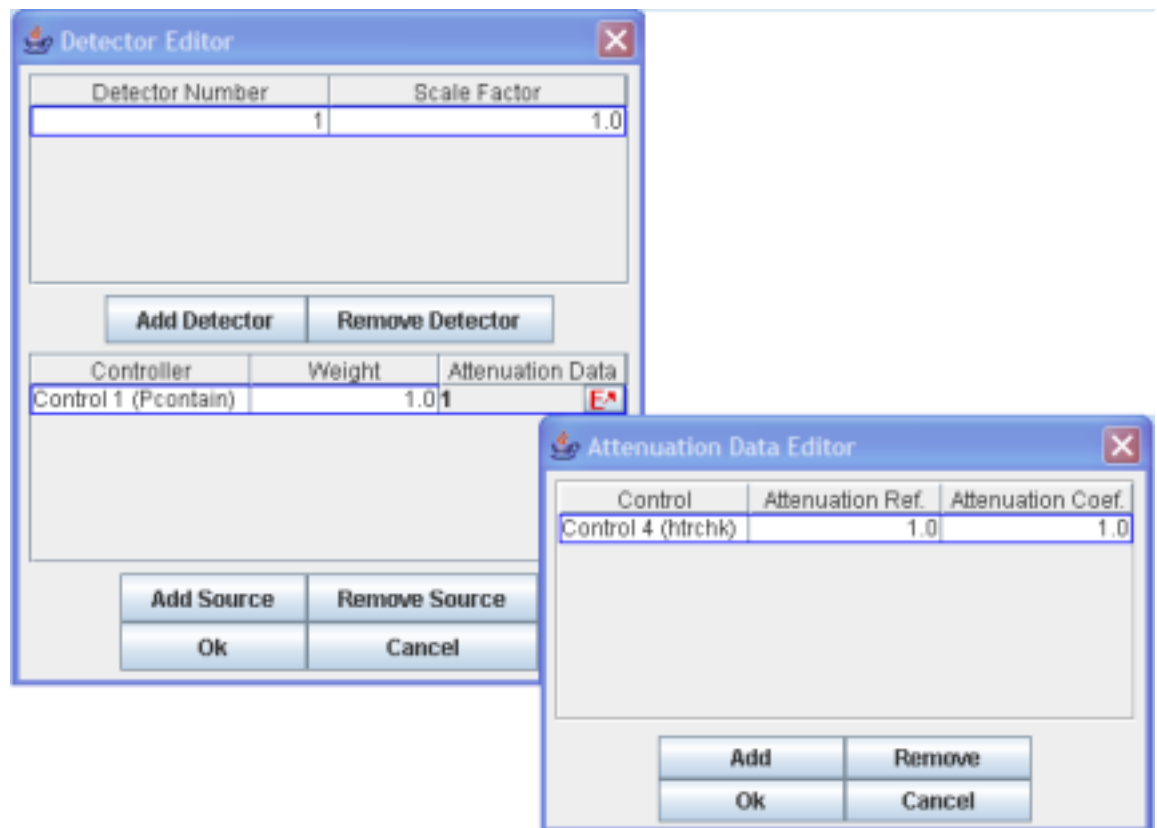 Detector Editor
Detector Number Scale Factor
1 1.0
Add Detector Remove Detector
Controller Weight Attenuation Data
Control 1 (Pcontain) 1.0 1 E
Add Source Remove Source
Ok Cancel
Attenuation Data Editor
Control Attenuation Ref. Attenuation Coef.
Control 4 (htrchk) 1.0 1.0
Add Remove
Ok Cancel